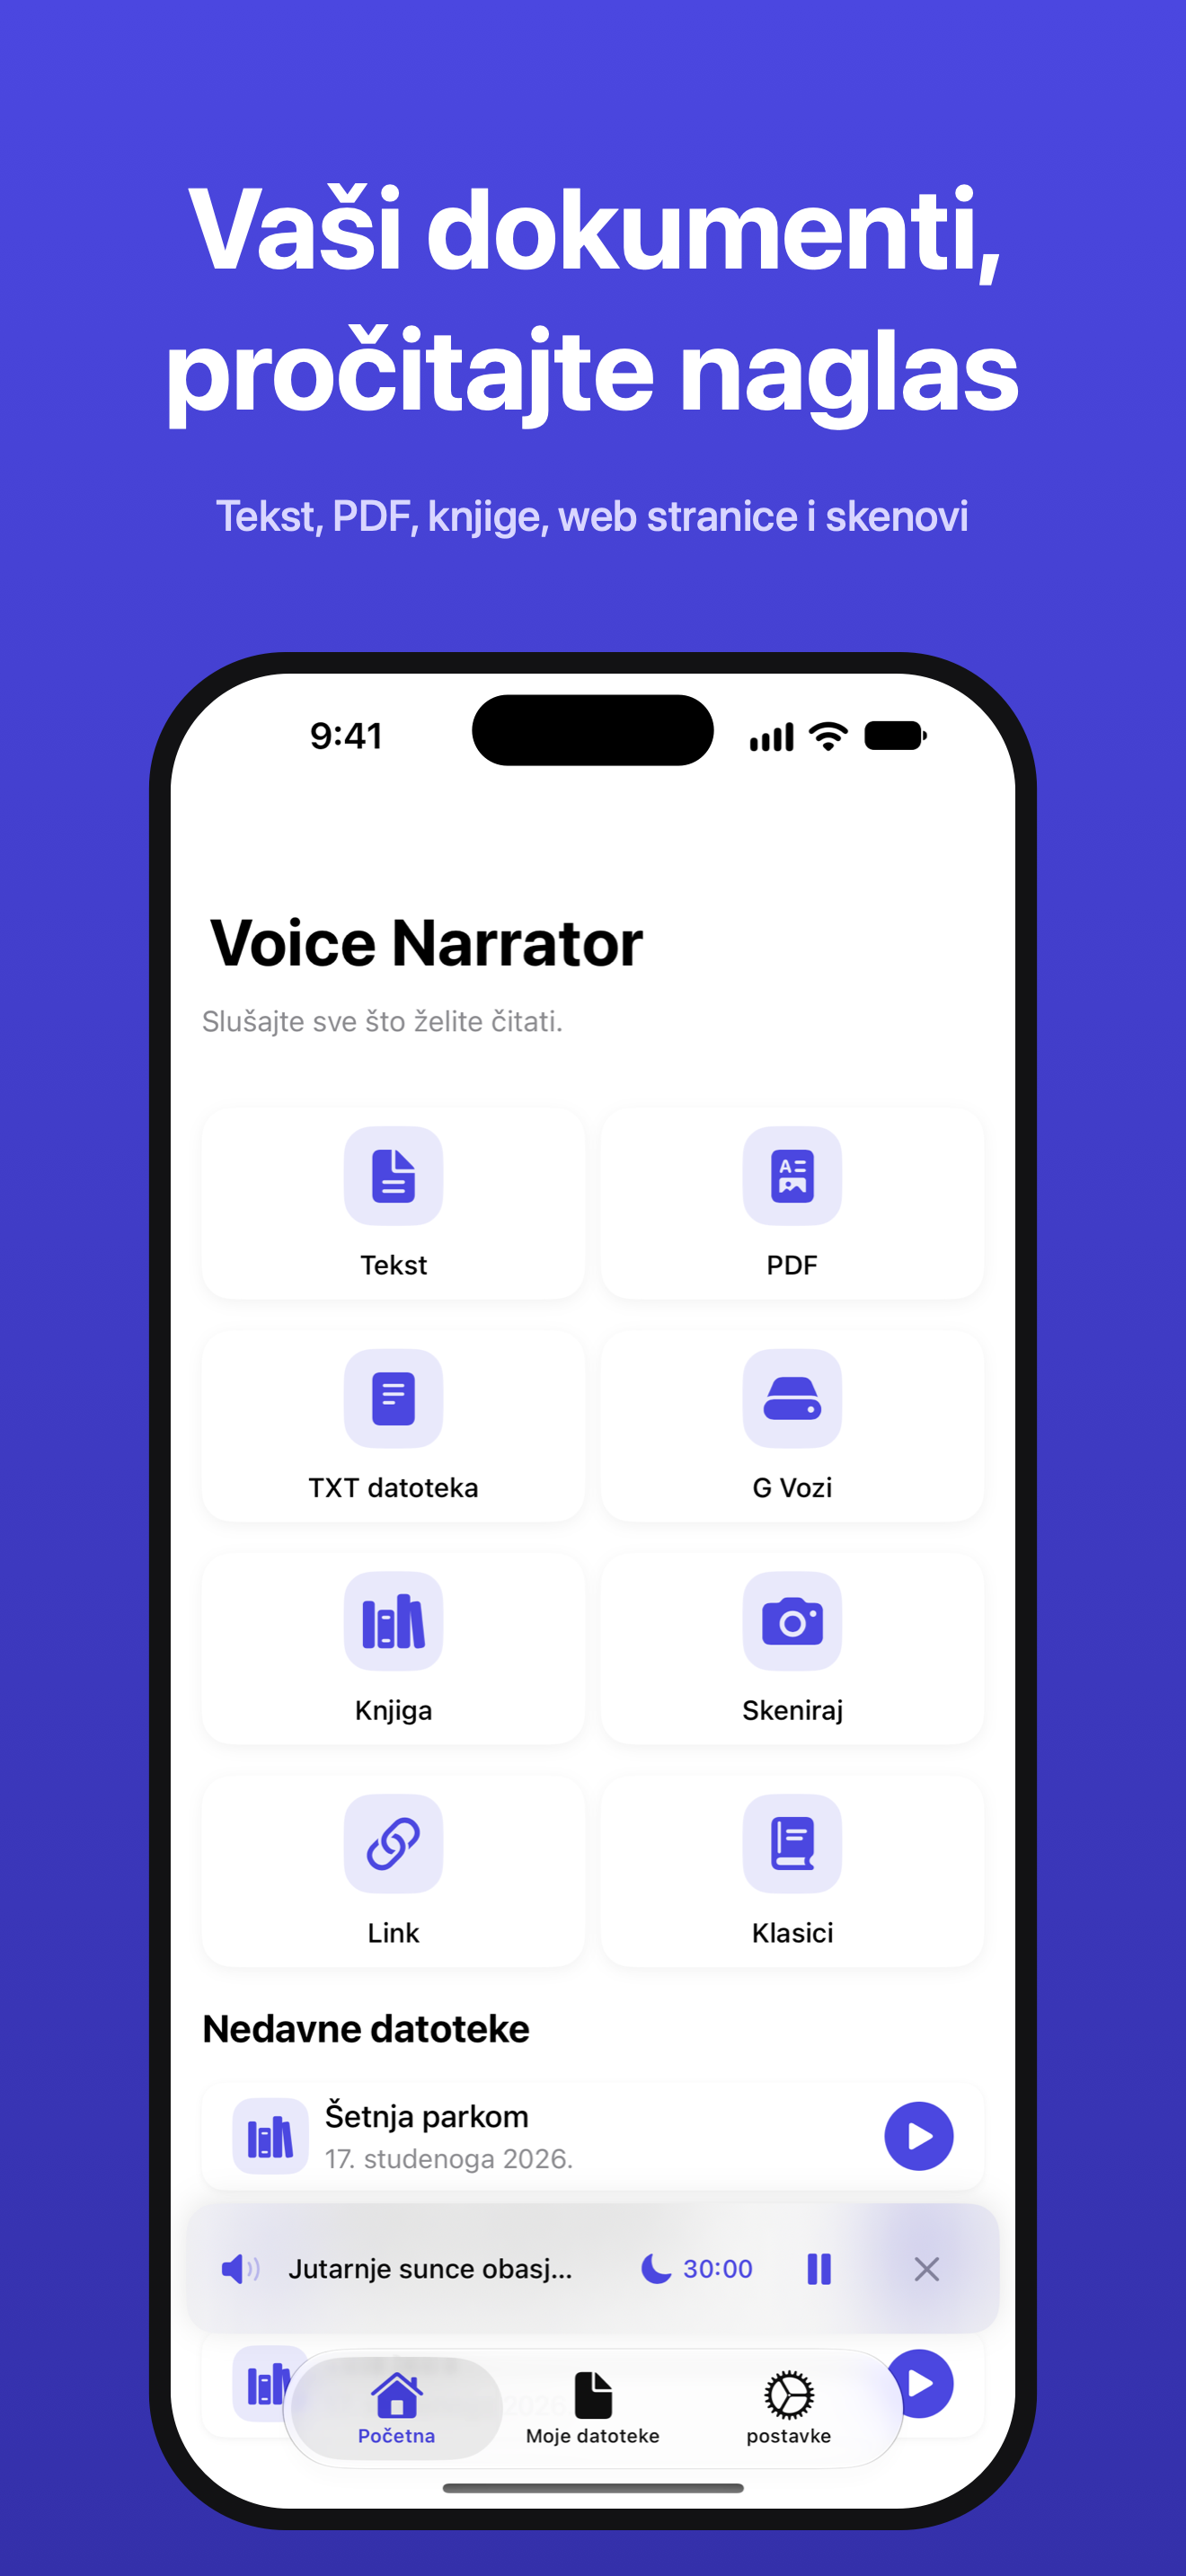 Vaši dokumenti,
pročitajte naglas
Tekst, PDF, knjige, web stranice i skenovi
9:41
Voice Narrator
Slušajte sve što želite čitati.
Tekst
PDF
TXT datoteka
G Vozi
Knjiga
Skeniraj
Link
Klasici
Nedavne datoteke
Šetnja parkom
17. studenoga 2026.
Jutarnje sunce obasj...
30:00
2026.
Početna
Moje datoteke
postavke